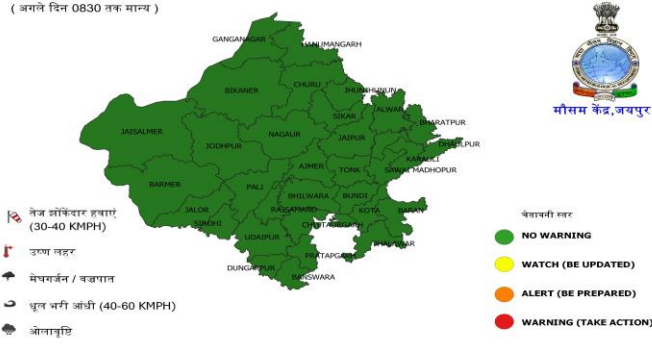 ( अगले दिन 0830 तक मान्य )
GANGANAGAR
HANUMANGARH
BIKANER
CHURU
JHUNJHUNUN
SIKAR
ALWAR
BHARATPUR
JAISALMER
JODHPUR
NAGAUR
JAIPUR
DHAULPUR
KARAULI
AJMER
TONK
SAWAI MADHOPUR
BARMER
PALI
BHILWARA
BUNDI
JALOR
RAJSAMAND
KOTA
BARAN
SIROHI
CHITTAURGARH
UDAIPUR
JHALAWAR
PRATAPGARH
DUNGARPUR
BANSWARA
मौसम केंद्र,जयपुर
तेज झोंकेदार हवाएं
(30-40 KMPH)
उष्ण लहर
मेघगर्जन / वज्रपात
धूल भरी आंधी (40-60 KMPH)
ओलावृष्टि
चेतावनी स्तर
NO WARNING
WATCH (BE UPDATED)
ALERT (BE PREPARED)
WARNING (TAKE ACTION)